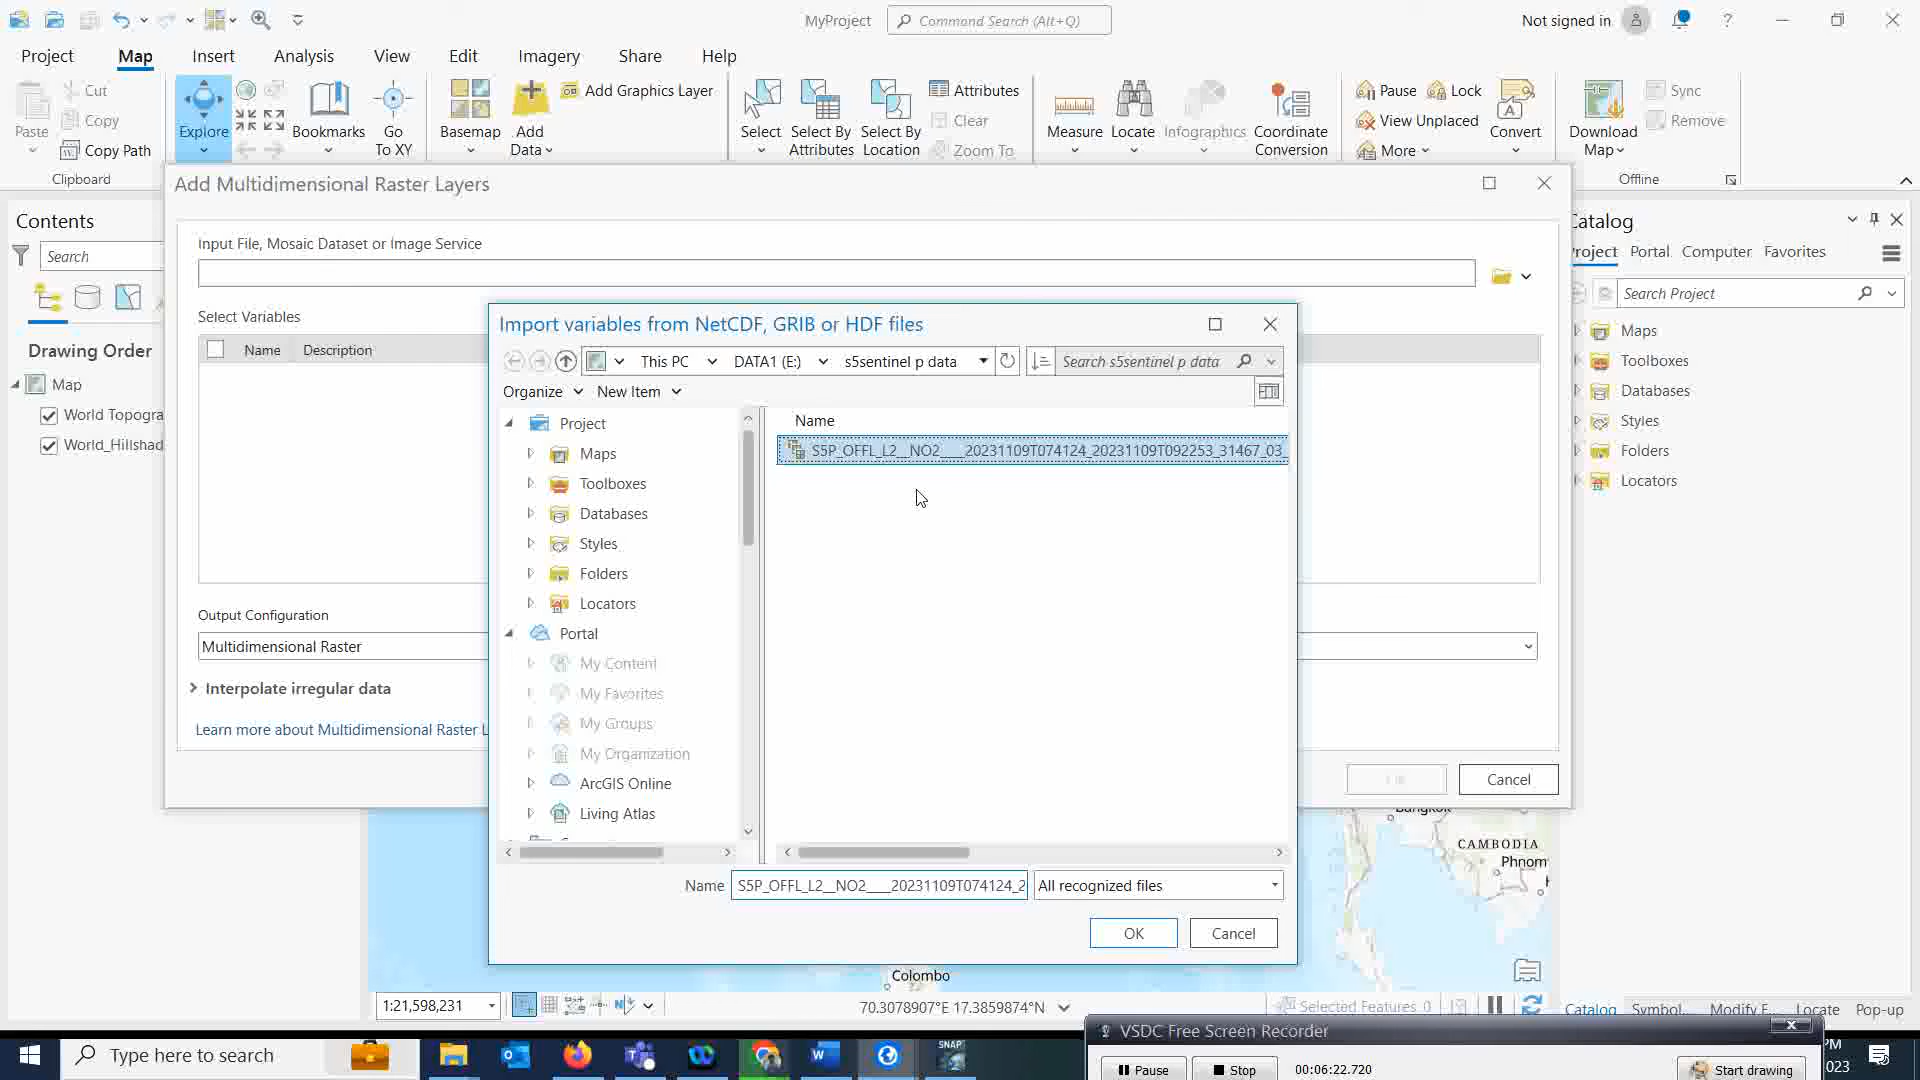 MyProject
Command Search (Alt+Q)
Not signed in
?
Project
Map
Insert
Analysis
View
Edit
Imagery
Share
Help
Paste
Cut
Copy
Copy Path
Clipboard
Explore
Bookmarks
Go
To XY
Basemap
Add
Data
Add Graphics Layer
Select
Select By
Attributes
Select By
Location
Attributes
Clear
Zoom To
Measure
Locate
Infographics
Coordinate
Conversion
Pause
Lock
View Unplaced
More
Convert
Download
Map
Sync
Remove
Offline
Add Multidimensional Raster Layers
Input File, Mosaic Dataset or Image Service
Select Variables
Name
Description
Output Configuration
Multidimensional Raster
Interpolate irregular data
Learn more about Multidimensional Raster L
Cancel
Contents
Search
Drawing Order
Map
World Topogra
World_Hillshad
Import variables from NetCDF, GRIB or HDF files
This PC
DATA1 (E:)
s5sentinel p data
Search s5sentinel p data
Organize
New Item
Project
Maps
Toolboxes
Databases
Styles
Folders
Locators
Portal
My Content
My Favorites
My Groups
My Organization
ArcGIS Online
Living Atlas
Name
S5P_OFFL_L2__NO2____20231109T074124_20231109T092253_31467_03_
Name
S5P_OFFL_L2__NO2____20231109T074124_2
All recognized files
OK
Cancel
Catalog
Project
Portal
Computer
Favorites
Search Project
Maps
Toolboxes
Databases
Styles
Folders
Locators
Bangkok
CAMBODIA
Phnom
Colombo
1:21,598,231
70.3078907°E 17.3859874°N
Selected Features: 0
Catalog
Symbol...
Modify F...
Locate
Pop-up
VSDC Free Screen Recorder
Pause
Stop
00:06:22.720
Start drawing
Type here to search
SNAP
W
PM
023